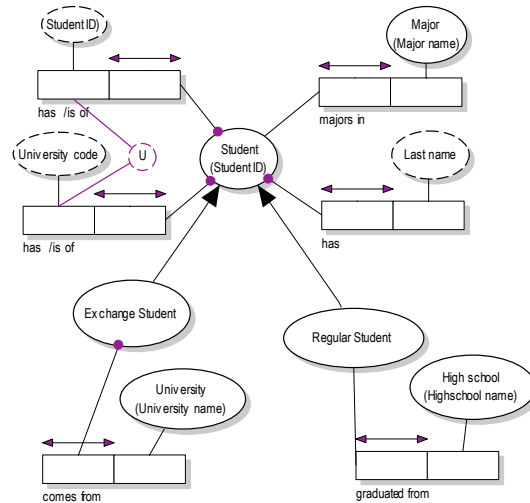 Student ID)
Major
(Major name)
has /is of
majors in
University code
U
Student
(Student ID)
Last name
has /is of
has
Exchange Student
Regular Student
University
(University name)
High school
(Highschool name)
comes from
graduated from